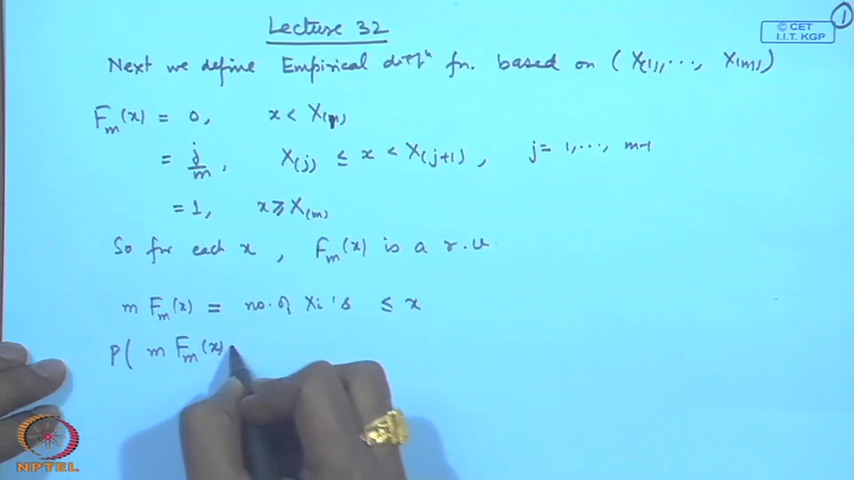 Lecture 32
1
© CET
I.I.T. KGP
Next we define Empirical distⁿ fn. based on (X(1),..., X(m))
Fₘ(x) = 0, x < X(1)
= j/m, X(j) ≤ x < X(j+1), j = 1,..., m-1
= 1, x ≥ X(m)
So for each x, Fₘ(x) is a r.v.
m Fₘ(x) = no. of Xi's ≤ x
P( m Fₘ(x)
NPTEL